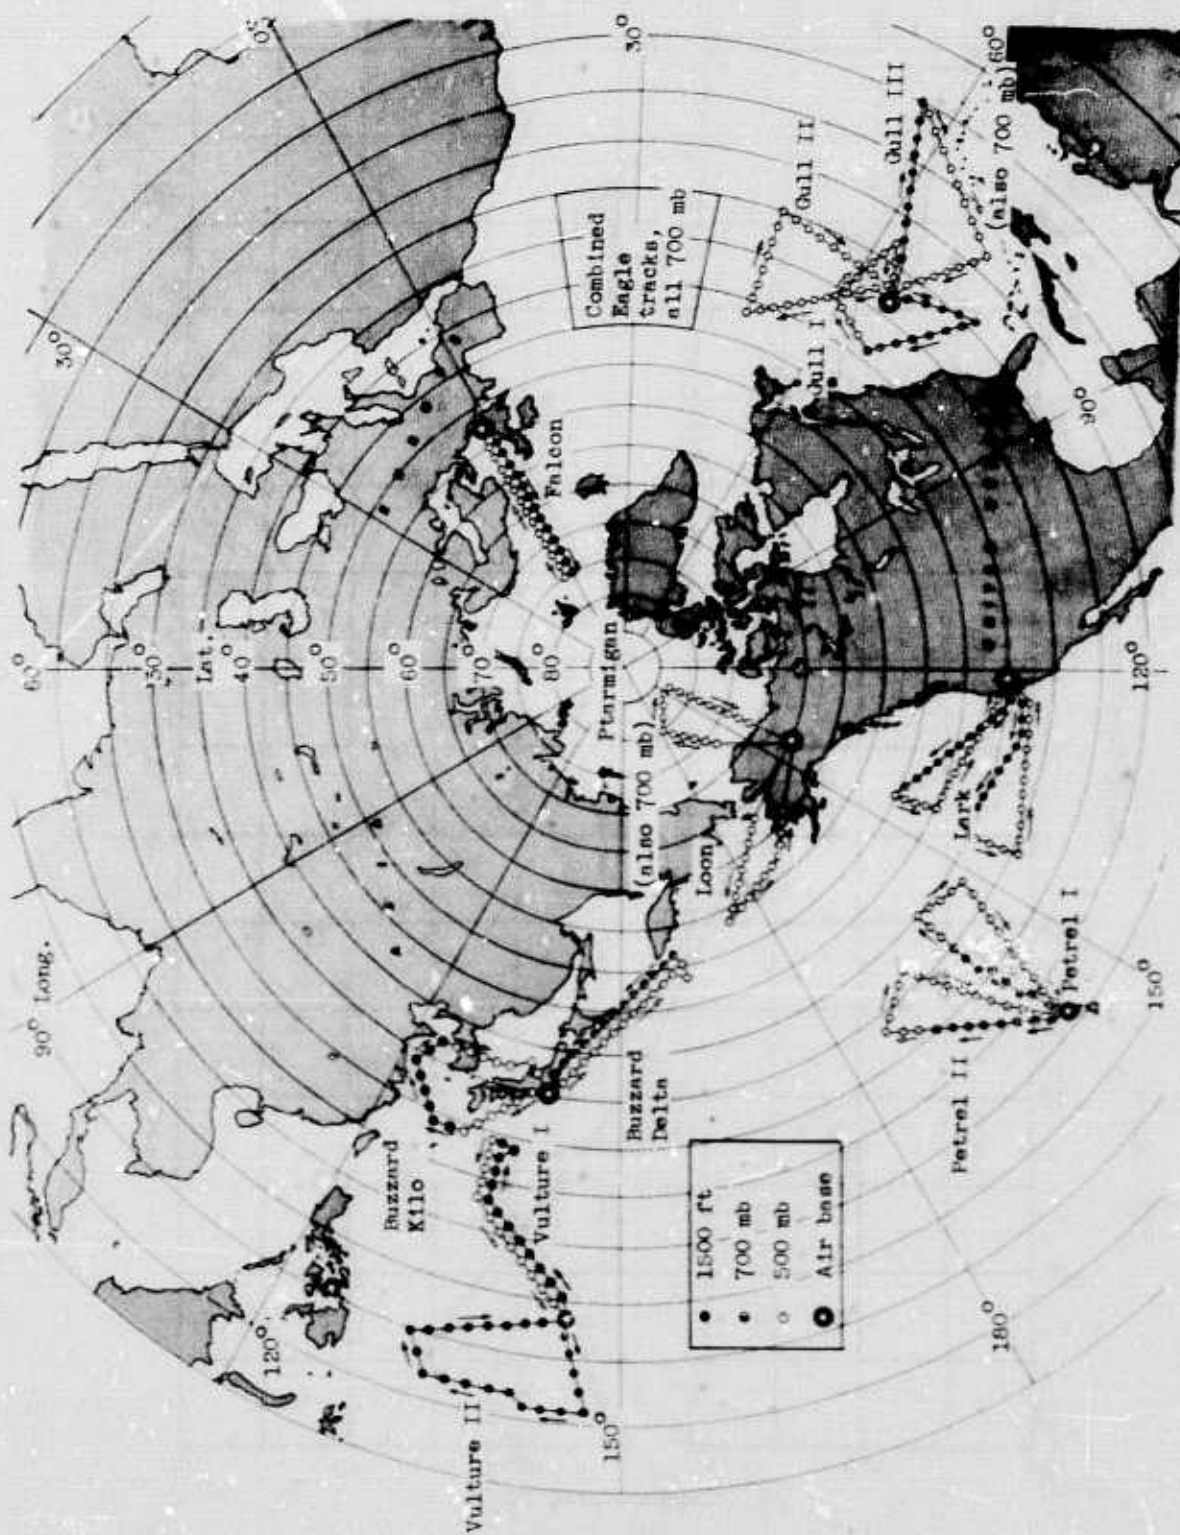 0°
30°
60°
30°
60°
90° Long.
Lat.
30°
40°
50°
60°
70°
80°
Combined
Eagle
tracks,
all 700 mb
Gull III
Gull II
Gull I
(also 700 mb)
90°
Falcon
Ptarmigan
(also 700 mb)
Loon
Lark
120°
Petrel I
Petrel II
150°
180°
Buzzard
Delta
Buzzard
Kilo
Vulture I
Vulture II
120°
150°
1500 ft
700 mb
500 mb
Air base